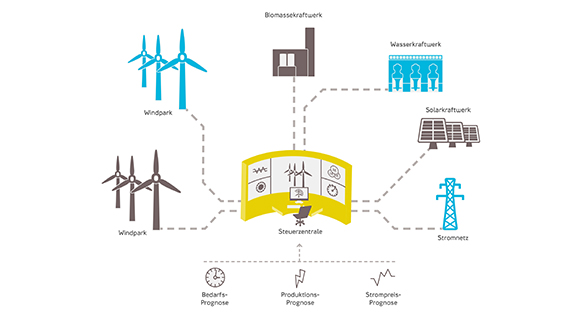 Biomassekraftwerk
Wasserkraftwerk
Windpark
Solarkraftwerk
Windpark
Steuerzentrale
Stromnetz
Bedarfs-
Prognose
Produktions-
Prognose
Strompreis-
Prognose